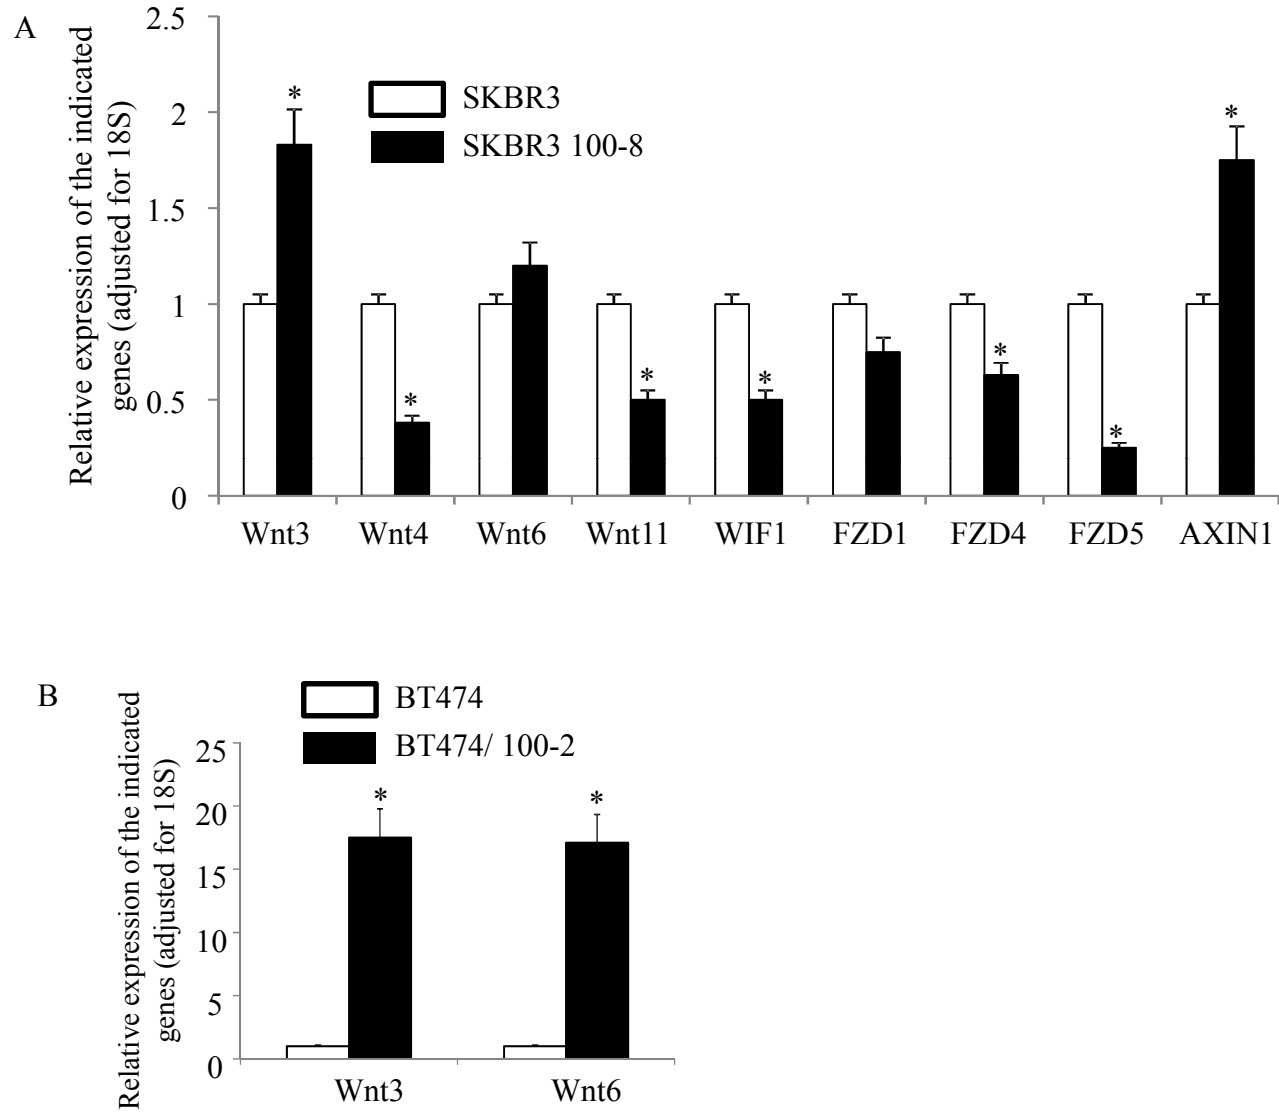 A
Relative expression of the indicated
genes (adjusted for 18S)
2.5
2
1.5
1
0.5
0
SKBR3
SKBR3 100-8
*
*
*
*
*
*
*
Wnt3 Wnt4 Wnt6 Wnt11 WIF1 FZD1 FZD4 FZD5 AXIN1
B
Relative expression of the indicated
genes (adjusted for 18S)
BT474
BT474/ 100-2
25
20
15
10
5
0
*
*
Wnt3 Wnt6